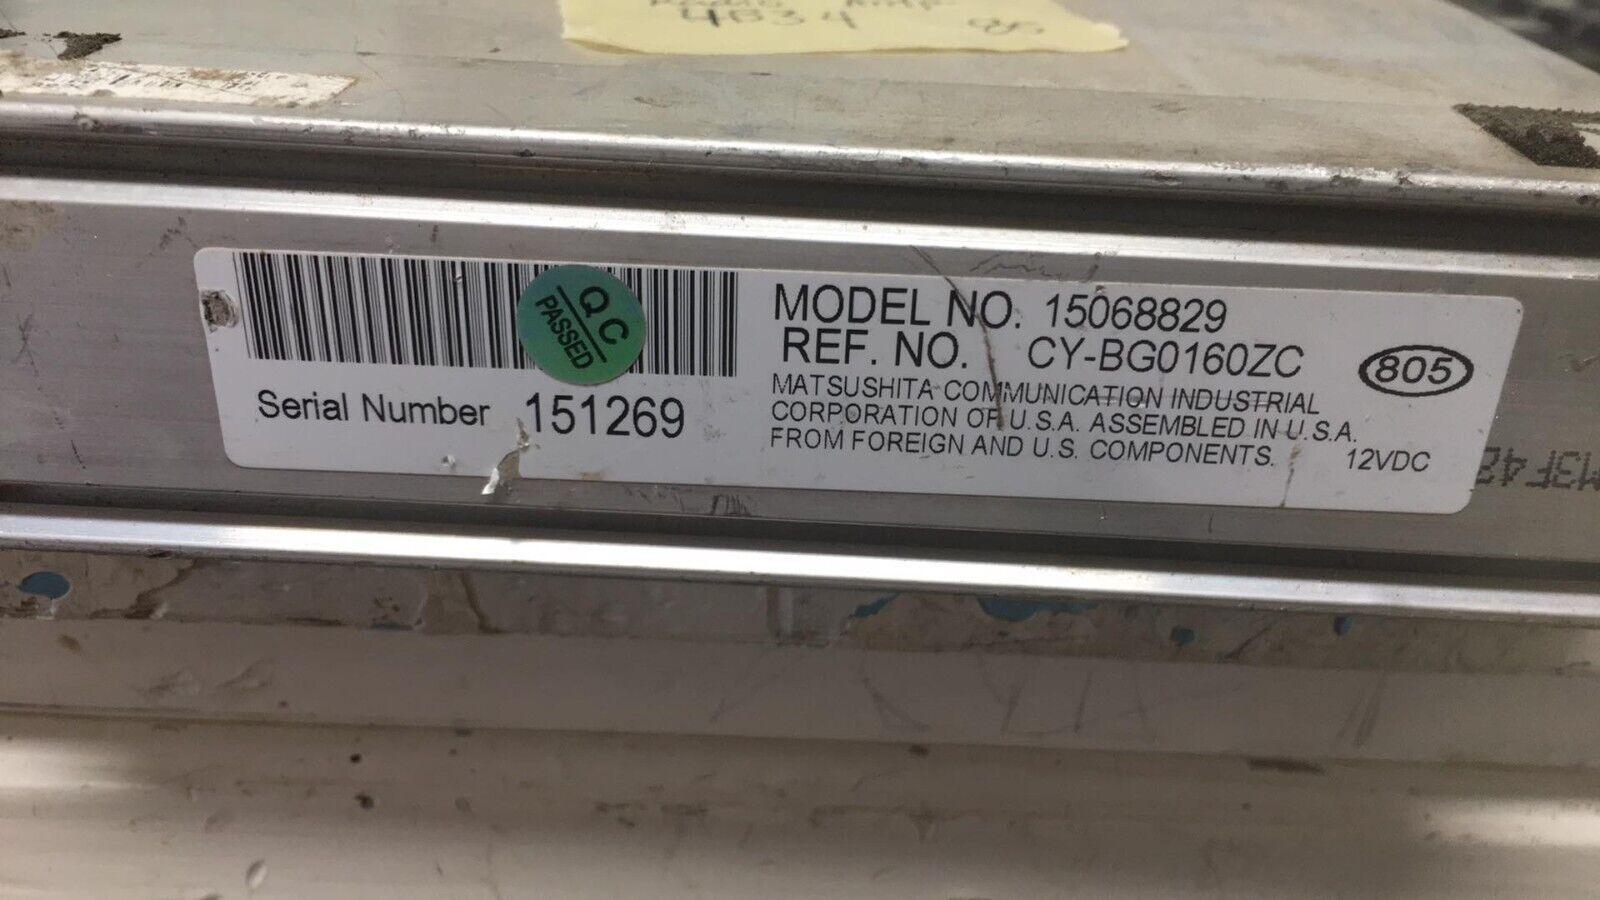 4B34
QC
PASSED
Serial Number 151269
MODEL NO. 15068829
REF. NO. CY-BG0160ZC
805
MATSUSHITA COMMUNICATION INDUSTRIAL
CORPORATION OF U.S.A. ASSEMBLED IN U.S.A.
FROM FOREIGN AND U.S. COMPONENTS.
12VDC